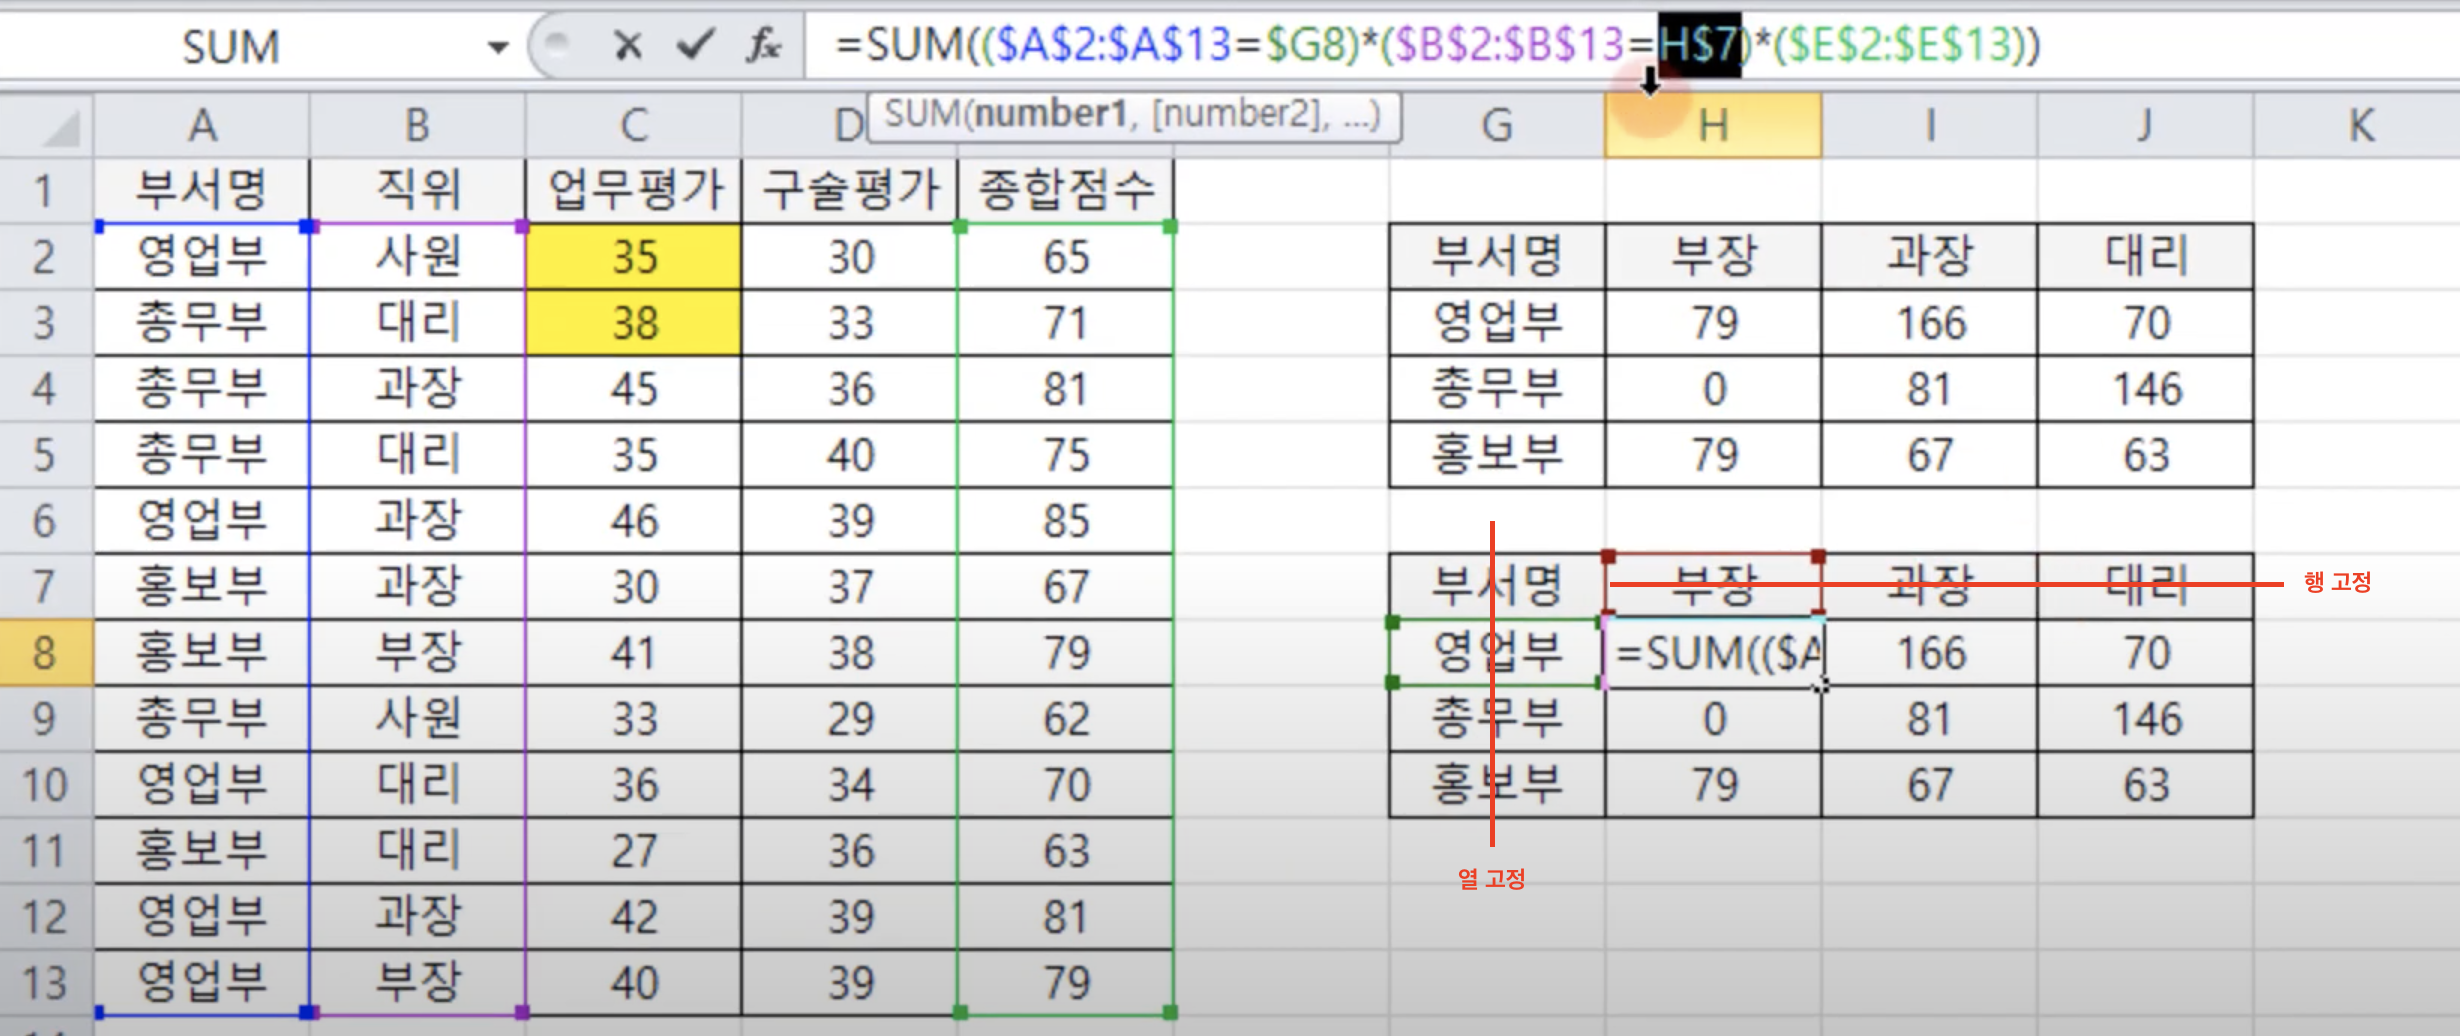 SUM =SUM(($A$2:$A$13=$G8)*($B$2:$B$13=H$7)*($E$2:$E$13))
SUM(number1, [number2], ...)
A B C D G H I J K
1 부서명 직위 업무평가 구술평가 종합점수
2 영업부 사원 35 30 65 부서명 부장 과장 대리
3 총무부 대리 38 33 71 영업부 79 166 70
4 총무부 과장 45 36 81 총무부 0 81 146
5 총무부 대리 35 40 75 홍보부 79 67 63
6 영업부 과장 46 39 85
7 홍보부 과장 30 37 67 부서명 부장 과장 대리 행 고정
8 홍보부 부장 41 38 79 영업부 =SUM(($A 166 70
9 총무부 사원 33 29 62 총무부 0 81 146
10 영업부 대리 36 34 70 홍보부 79 67 63
11 홍보부 대리 27 36 63
열 고정
12 영업부 과장 42 39 81
13 영업부 부장 40 39 79